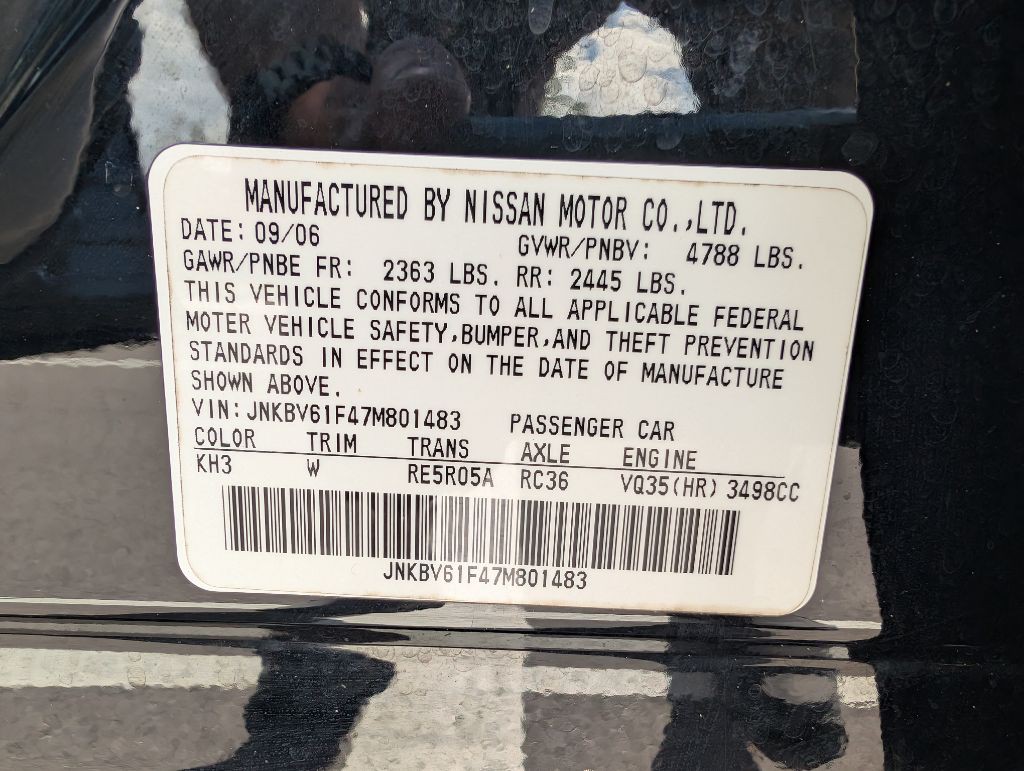 MANUFACTURED BY NISSAN MOTOR CO.,LTD.
DATE: 09/06 GVWR/PNBV: 4788 LBS.
GAWR/PNBE FR: 2363 LBS. RR: 2445 LBS.
THIS VEHICLE CONFORMS TO ALL APPLICABLE FEDERAL
MOTER VEHICLE SAFETY,BUMPER,AND THEFT PREVENTION
STANDARDS IN EFFECT ON THE DATE OF MANUFACTURE
SHOWN ABOVE.
VIN: JNKBV61F47M801483 PASSENGER CAR
COLOR TRIM TRANS AXLE ENGINE
KH3 W RE5R05A RC36 VQ35(HR) 3498CC
JNKBV61F47M801483